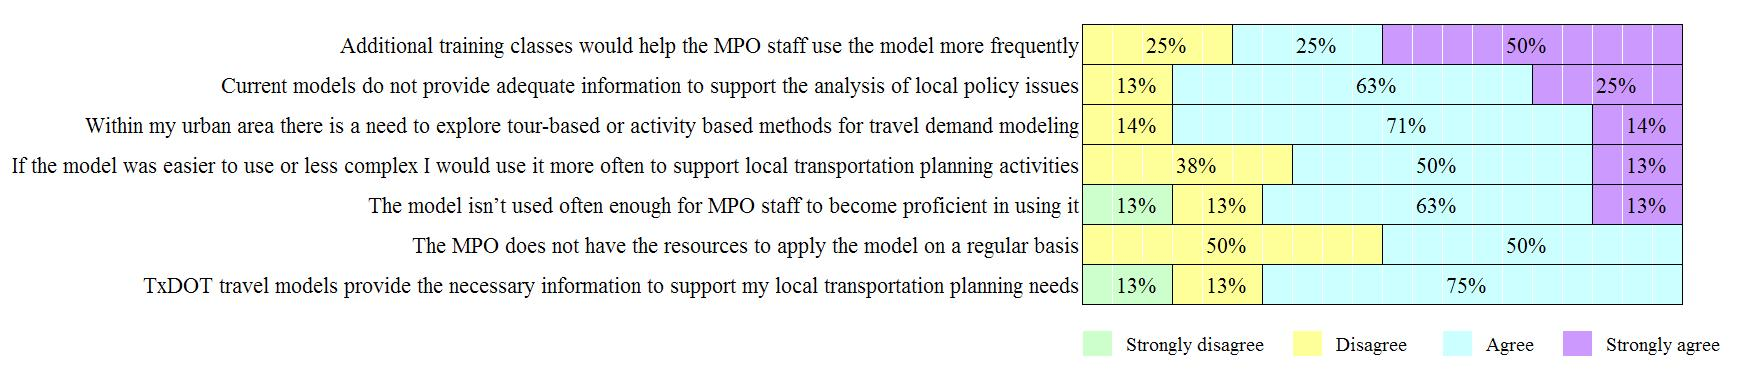 Additional training classes would help the MPO staff use the model more frequently 25% 25% 50%
Current models do not provide adequate information to support the analysis of local policy issues 13% 63% 25%
Within my urban area there is a need to explore tour-based or activity based methods for travel demand modeling 14% 71% 14%
If the model was easier to use or less complex I would use it more often to support local transportation planning activities 38% 50% 13%
The model isn’t used often enough for MPO staff to become proficient in using it 13% 13% 63% 13%
The MPO does not have the resources to apply the model on a regular basis 50% 50%
TxDOT travel models provide the necessary information to support my local transportation planning needs 13% 13% 75%
Strongly disagree Disagree Agree Strongly agree